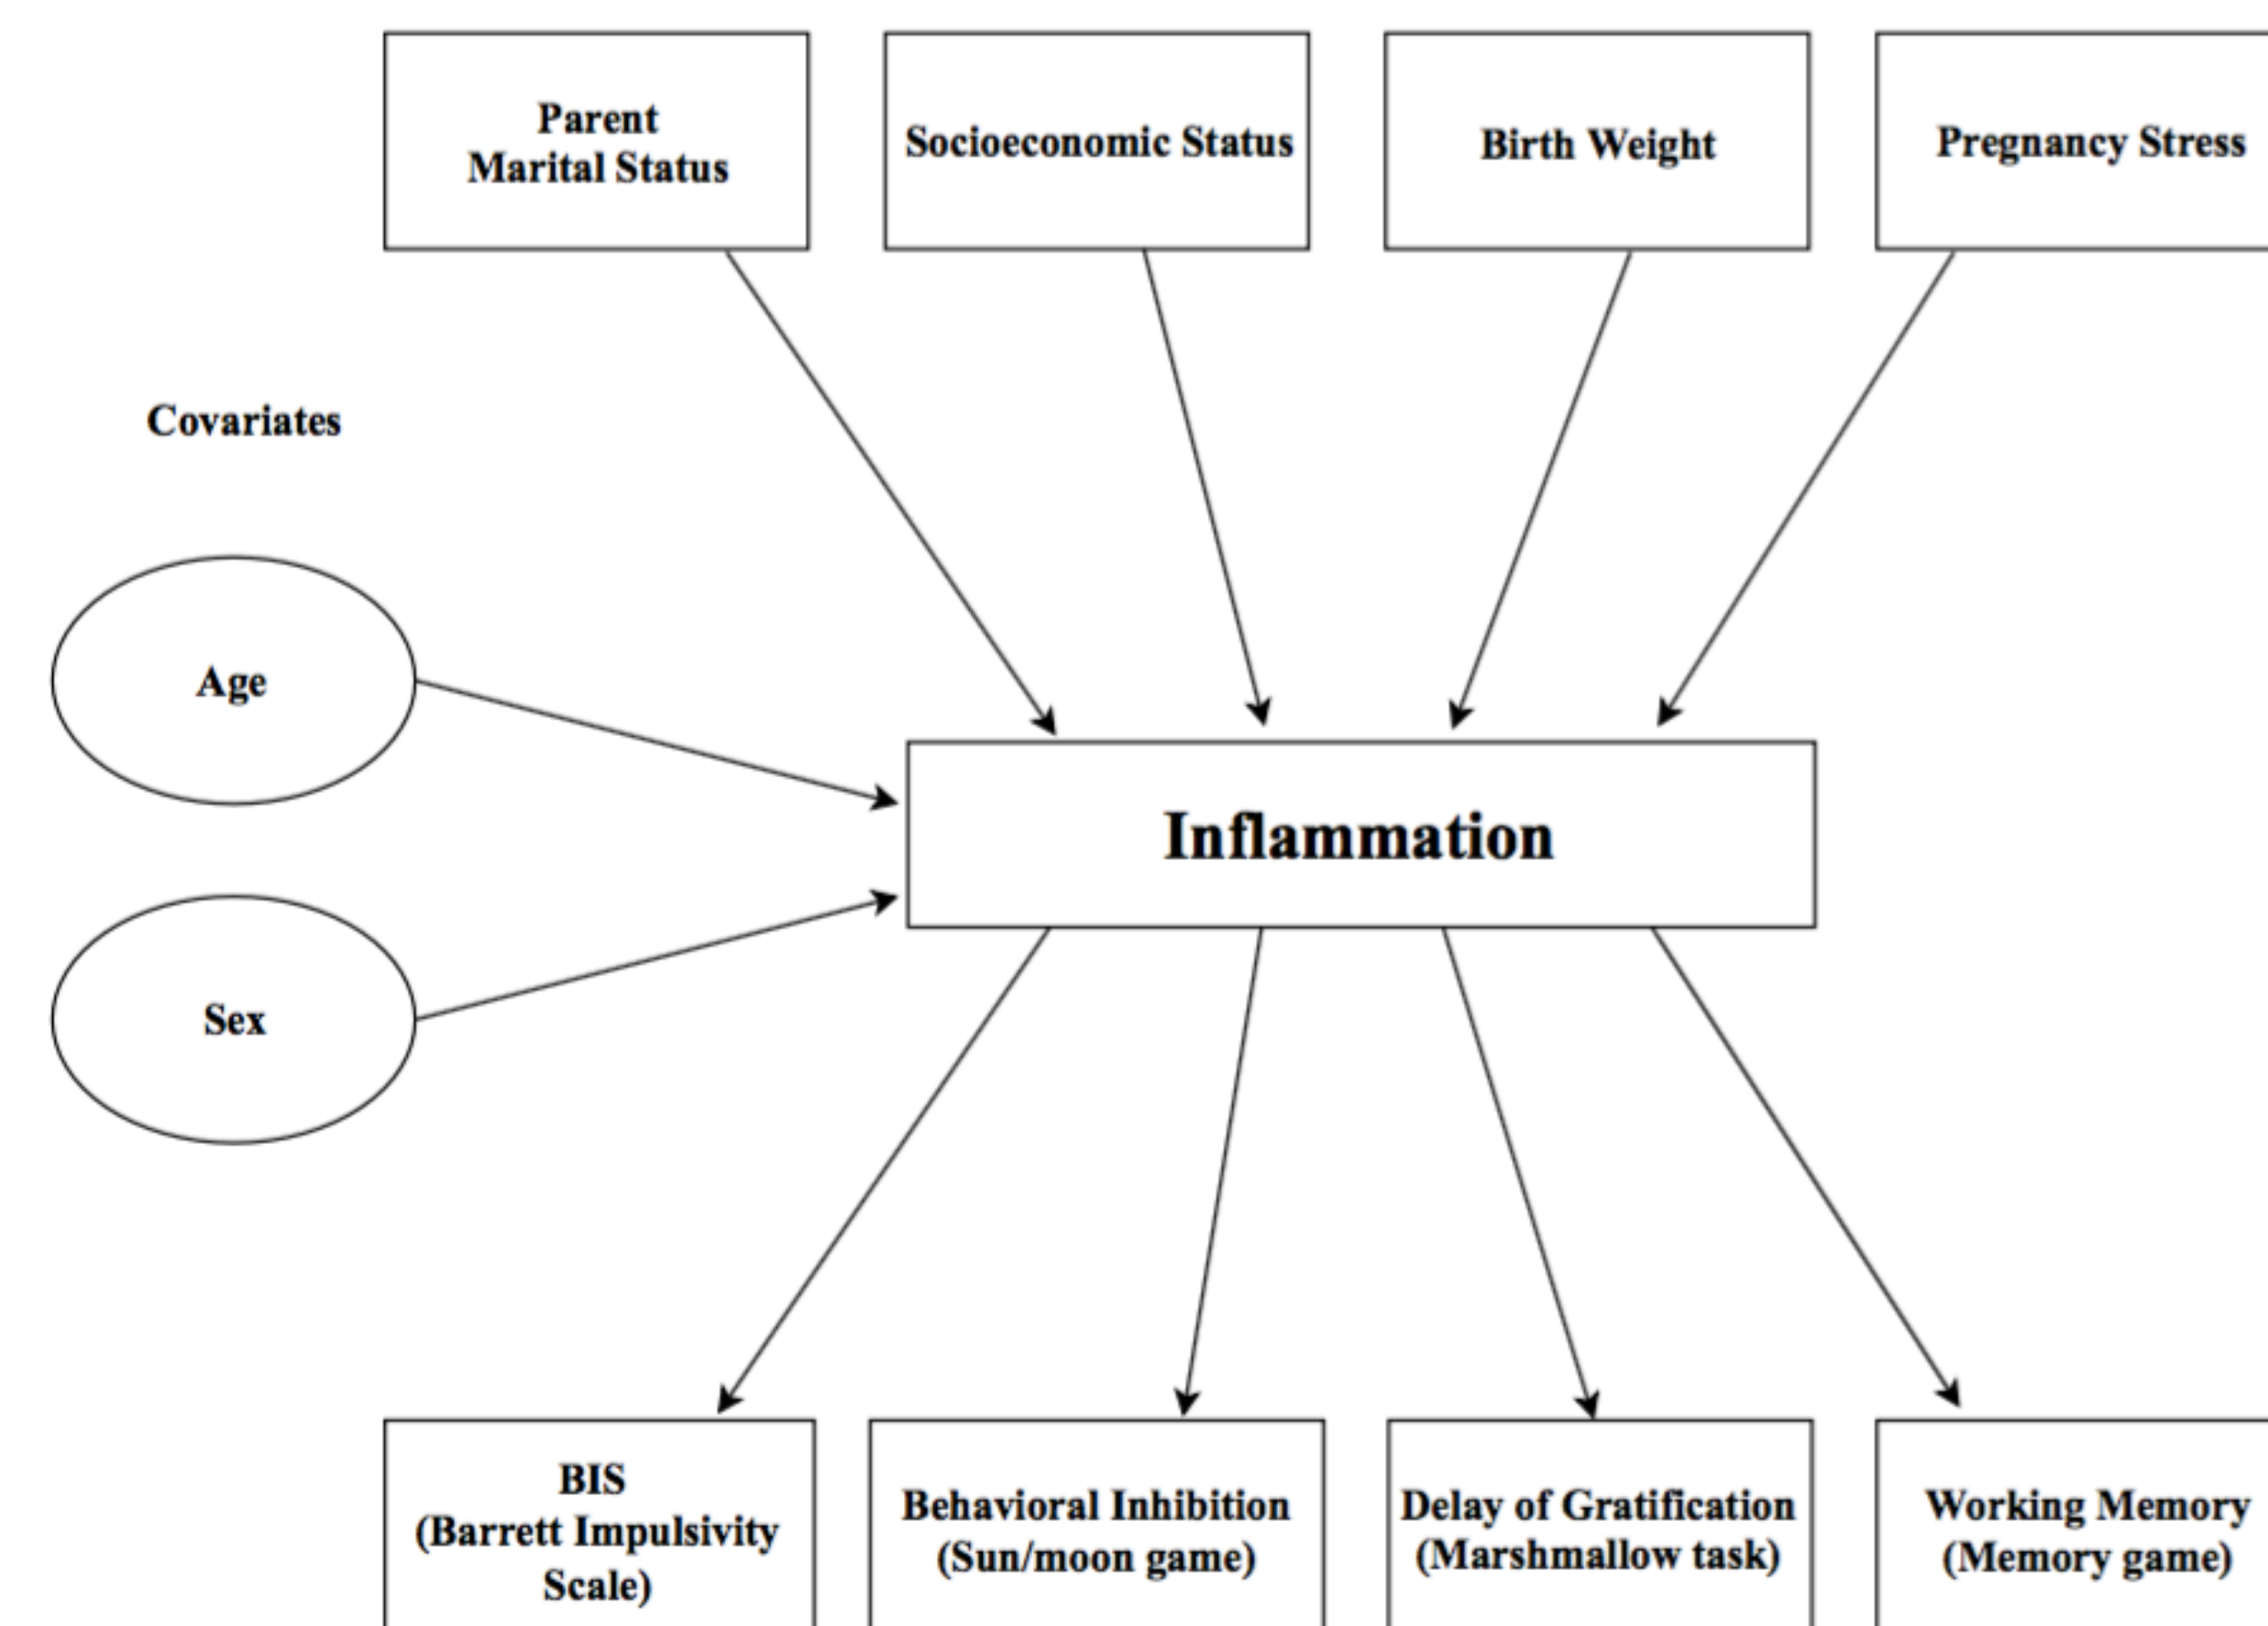 Parent
Marital Status
Socioeconomic Status
Birth Weight
Pregnancy Stress
Covariates
Age
Inflammation
Sex
BIS
(Barrett Impulsivity
Scale)
Behavioral Inhibition
(Sun/moon game)
Delay of Gratification
(Marshmallow task)
Working Memory
(Memory game)